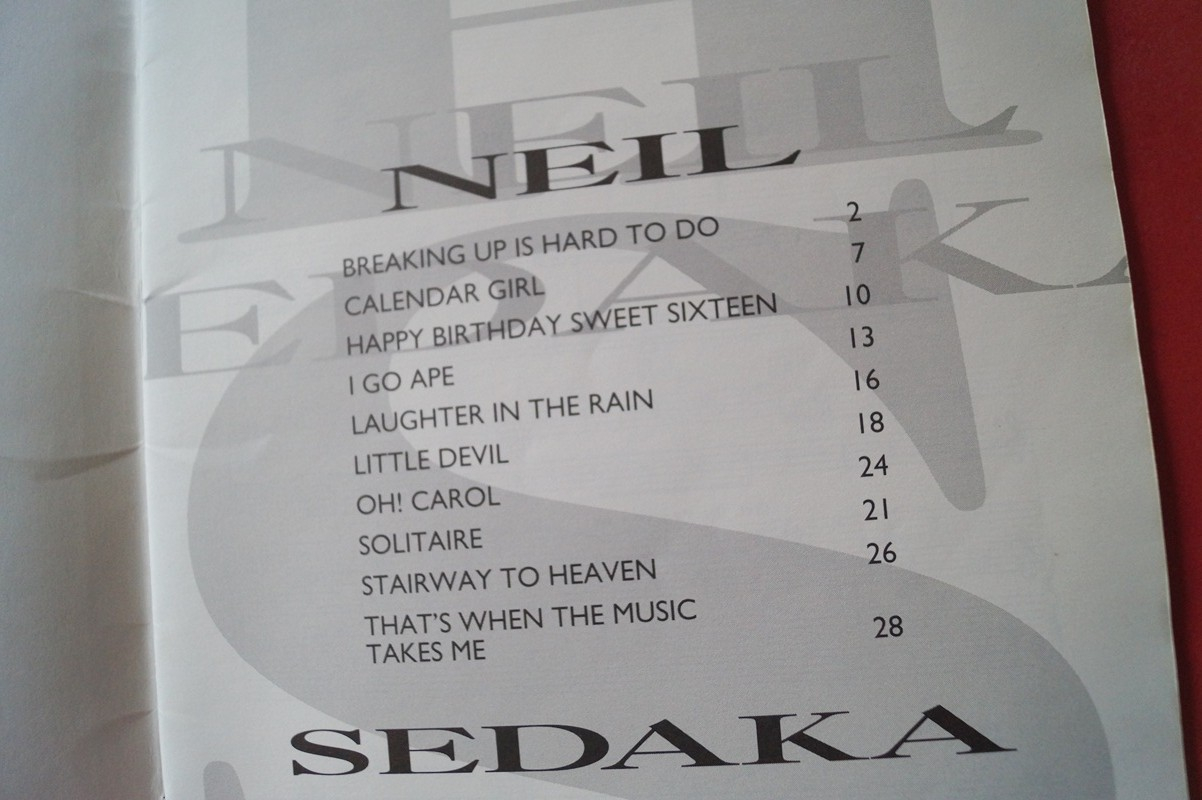 NEIL
BREAKING UP IS HARD TO DO 2
CALENDAR GIRL 7
HAPPY BIRTHDAY SWEET SIXTEEN 10
I GO APE 13
LAUGHTER IN THE RAIN 16
LITTLE DEVIL 18
OH! CAROL 24
SOLITAIRE 21
STAIRWAY TO HEAVEN 26
THAT'S WHEN THE MUSIC
TAKES ME 28
SEDAKA
NEIL
EDAKA